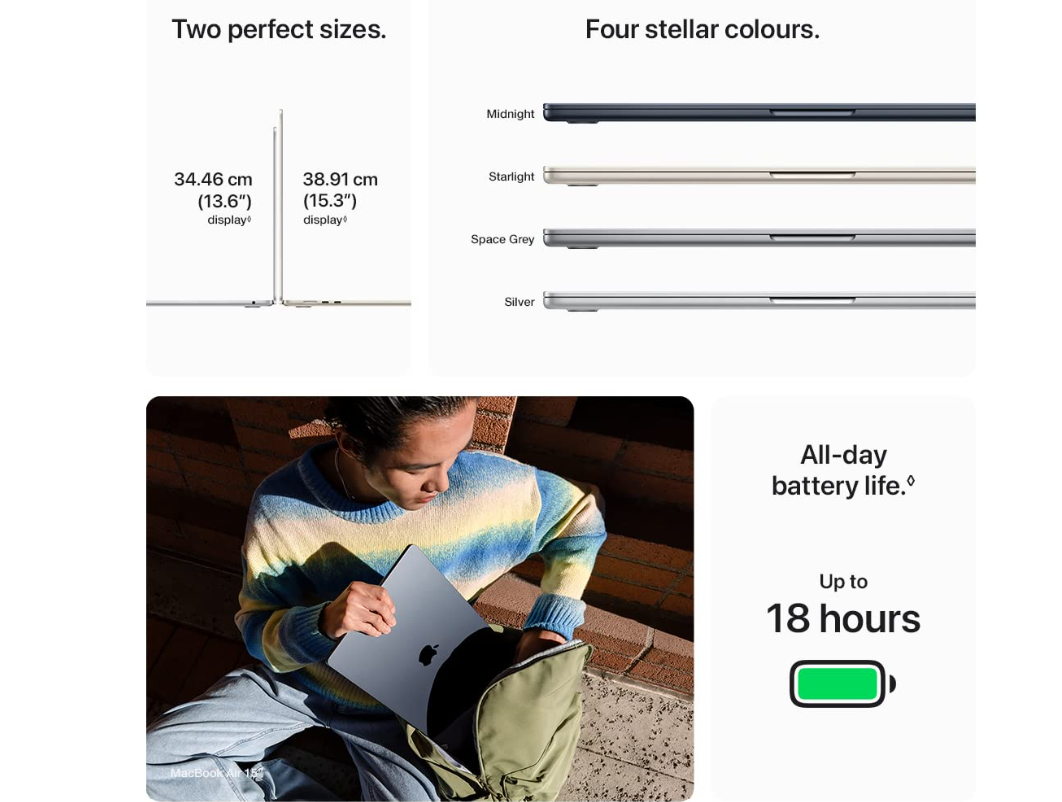 Two perfect sizes.
34.46 cm
(13.6″)
display◊
38.91 cm
(15.3″)
display◊
Four stellar colours.
Midnight
Starlight
Space Grey
Silver
MacBook Air 15″
All-day
battery life.◊
Up to
18 hours